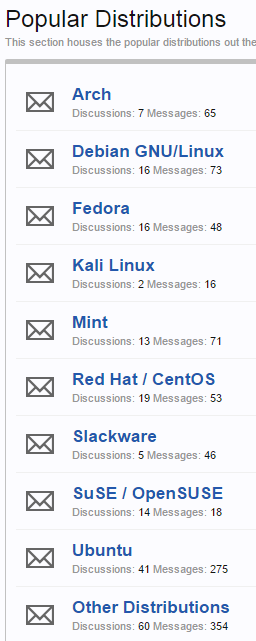 Popular Distributions
This section houses the popular distributions out the
Arch
Discussions: 7 Messages: 65
Debian GNU/Linux
Discussions: 16 Messages: 73
Fedora
Discussions: 16 Messages: 48
Kali Linux
Discussions: 2 Messages: 16
Mint
Discussions: 13 Messages: 71
Red Hat / CentOS
Discussions: 19 Messages: 53
Slackware
Discussions: 5 Messages: 46
SuSE / OpenSUSE
Discussions: 14 Messages: 18
Ubuntu
Discussions: 41 Messages: 275
Other Distributions
Discussions: 60 Messages: 354